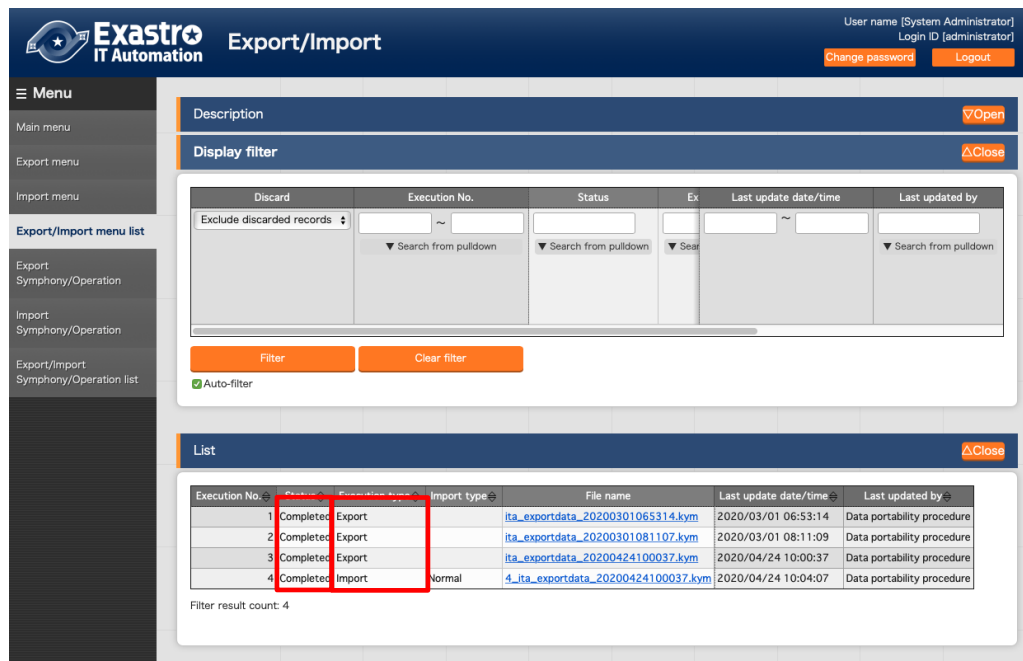 Exastro
IT Automation
Export/Import
User name [System Administrator]
Login ID [administrator]
Change password
Logout
☰ Menu
Main menu
Export menu
Import menu
Export/Import menu list
Export
Symphony/Operation
Import
Symphony/Operation
Export/Import
Symphony/Operation list
Description
▽Open
Display filter
△Close
Discard Execution No. Status Ex Last update date/time Last updated by
Exclude discarded records ~ ~
▼ Search from pulldown ▼ Search from pulldown ▼ Sear ▼ Search from pulldown
Filter
Clear filter
Auto-filter
List
△Close
Execution No. Status Execution type Import type File name Last update date/time Last updated by
1 Completed Export ita_exportdata_20200301065314.kym 2020/03/01 06:53:14 Data portability procedure
2 Completed Export ita_exportdata_20200301081107.kym 2020/03/01 08:11:09 Data portability procedure
3 Completed Export ita_exportdata_20200424100037.kym 2020/04/24 10:00:37 Data portability procedure
4 Completed Import Normal 4_ita_exportdata_20200424100037.kym 2020/04/24 10:04:07 Data portability procedure
Filter result count: 4